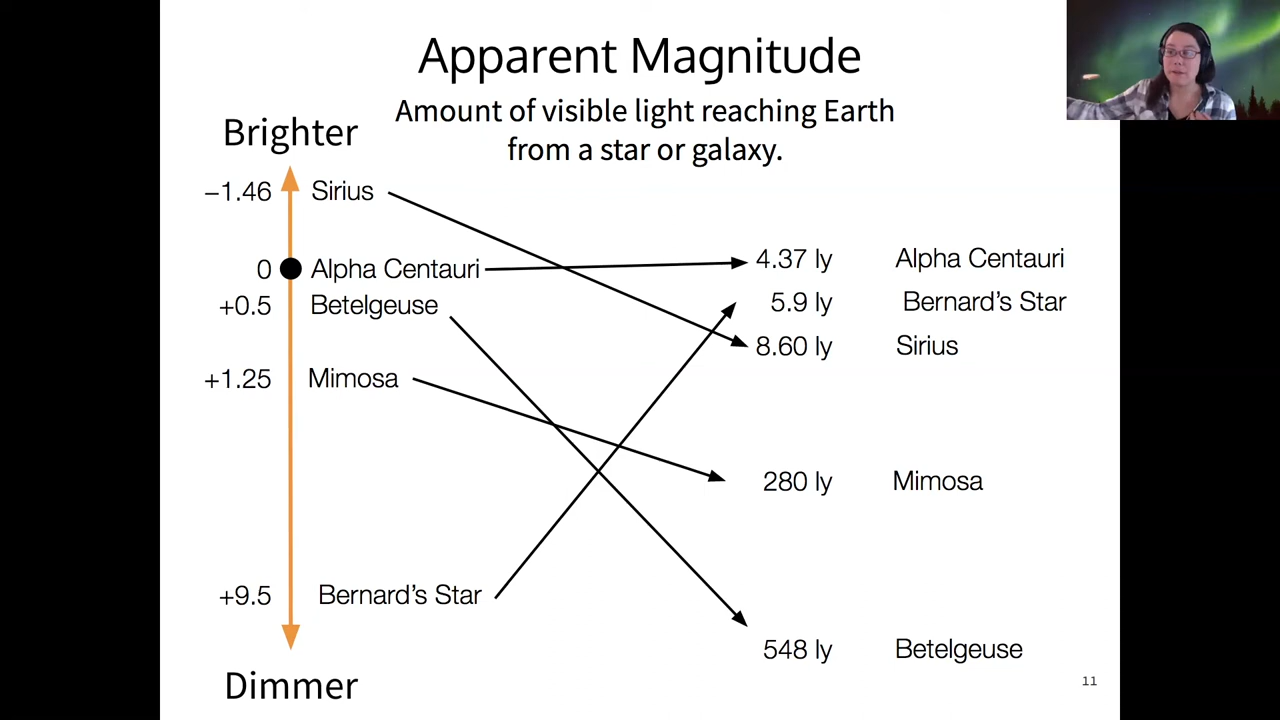 Apparent Magnitude
Amount of visible light reaching Earth
from a star or galaxy.
Brighter
−1.46 Sirius
0 Alpha Centauri
+0.5 Betelgeuse
+1.25 Mimosa
+9.5 Bernard's Star
Dimmer
4.37 ly Alpha Centauri
5.9 ly Bernard's Star
8.60 ly Sirius
280 ly Mimosa
548 ly Betelgeuse
11